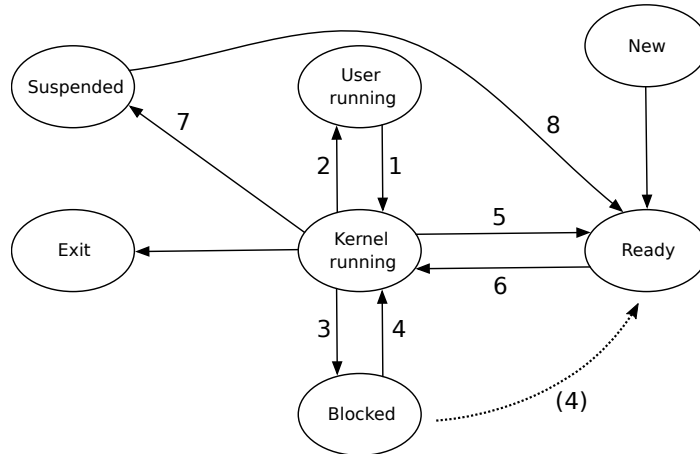 New
User
running
Suspended
8
7
2
1
5
Kernel
running
Exit
Ready
6
3
4
(4)
Blocked